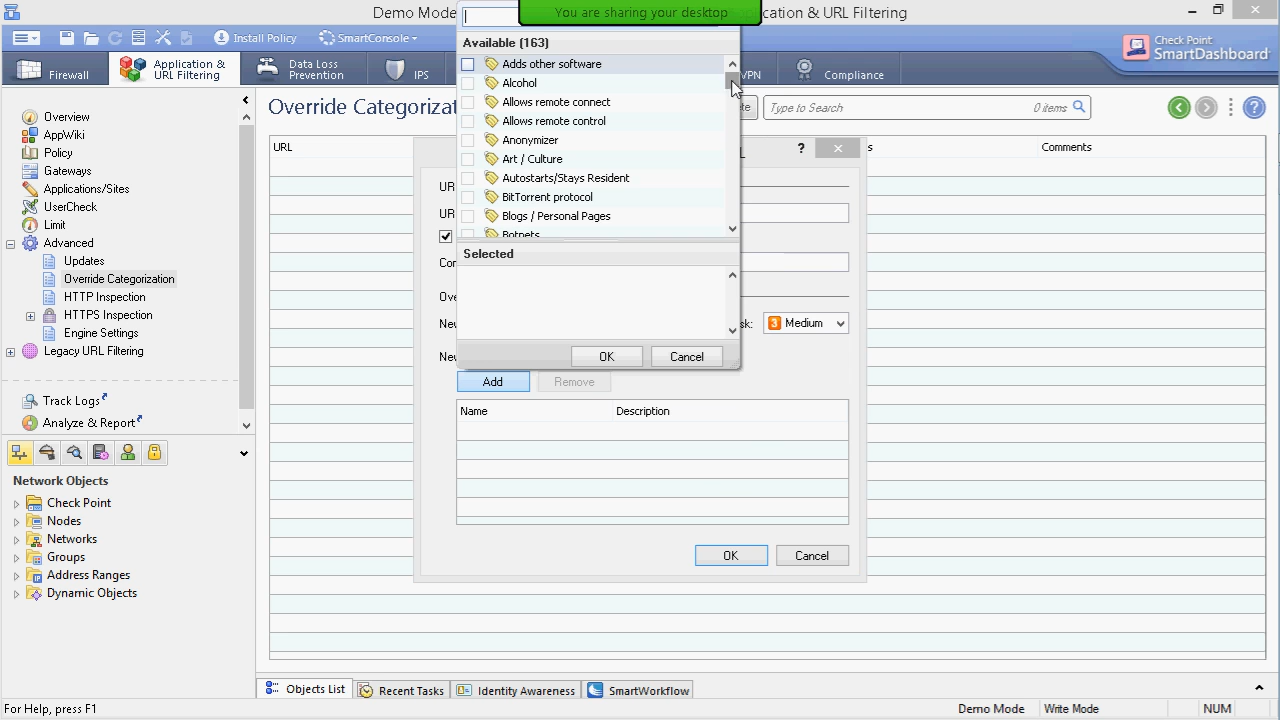 Demo Mode
You are sharing your desktop
Application & URL Filtering
Install Policy
SmartConsole
Check Point
SmartDashboard
Firewall
Application &
URL Filtering
Data Loss
Prevention
IPS
VPN
Compliance
Overview
AppWiki
Policy
Gateways
Applications/Sites
UserCheck
Limit
Advanced
Updates
Override Categorization
HTTP Inspection
HTTPS Inspection
Engine Settings
Legacy URL Filtering
Track Logs
Analyze & Report
Network Objects
Check Point
Nodes
Networks
Groups
Address Ranges
Dynamic Objects
Override Categorizat
Type to Search
0 items
URL
Comments
Available (163)
Adds other software
Alcohol
Allows remote connect
Allows remote control
Anonymizer
Art / Culture
Autostarts/Stays Resident
BitTorrent protocol
Blogs / Personal Pages
Botnets
Selected
OK
Cancel
3 Medium
Add
Remove
Name
Description
OK
Cancel
Objects List
Recent Tasks
Identity Awareness
SmartWorkflow
For Help, press F1
Demo Mode
Write Mode
NUM